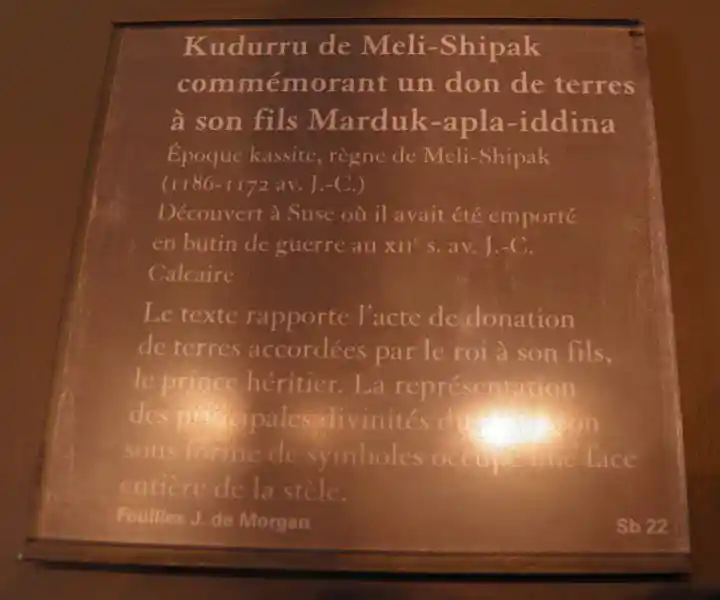 Kudurru de Meli-Shipak
commémorant un don de terres
à son fils Marduk-apla-iddina
Époque kassite, règne de Meli-Shipak
(1186-1172 av. J.-C.)
Découvert à Suse où il avait été emporté
en butin de guerre au XIIe s. av. J.-C.
Calcaire
Le texte rapporte l'acte de donation
de terres accordées par le roi à son fils,
le prince héritier. La représentation
des principales divinités du
sous forme de symboles occupe une face
entière de la stèle.
Fouilles J. de Morgan
Sb 22